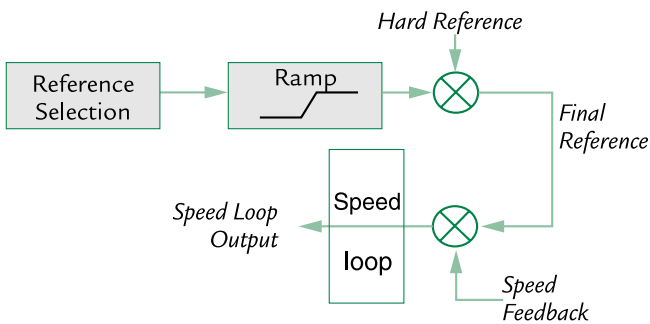 Hard Reference
Reference
Selection
Ramp
Final
Reference
Speed Loop
Output
Speed
loop
Speed
Feedback